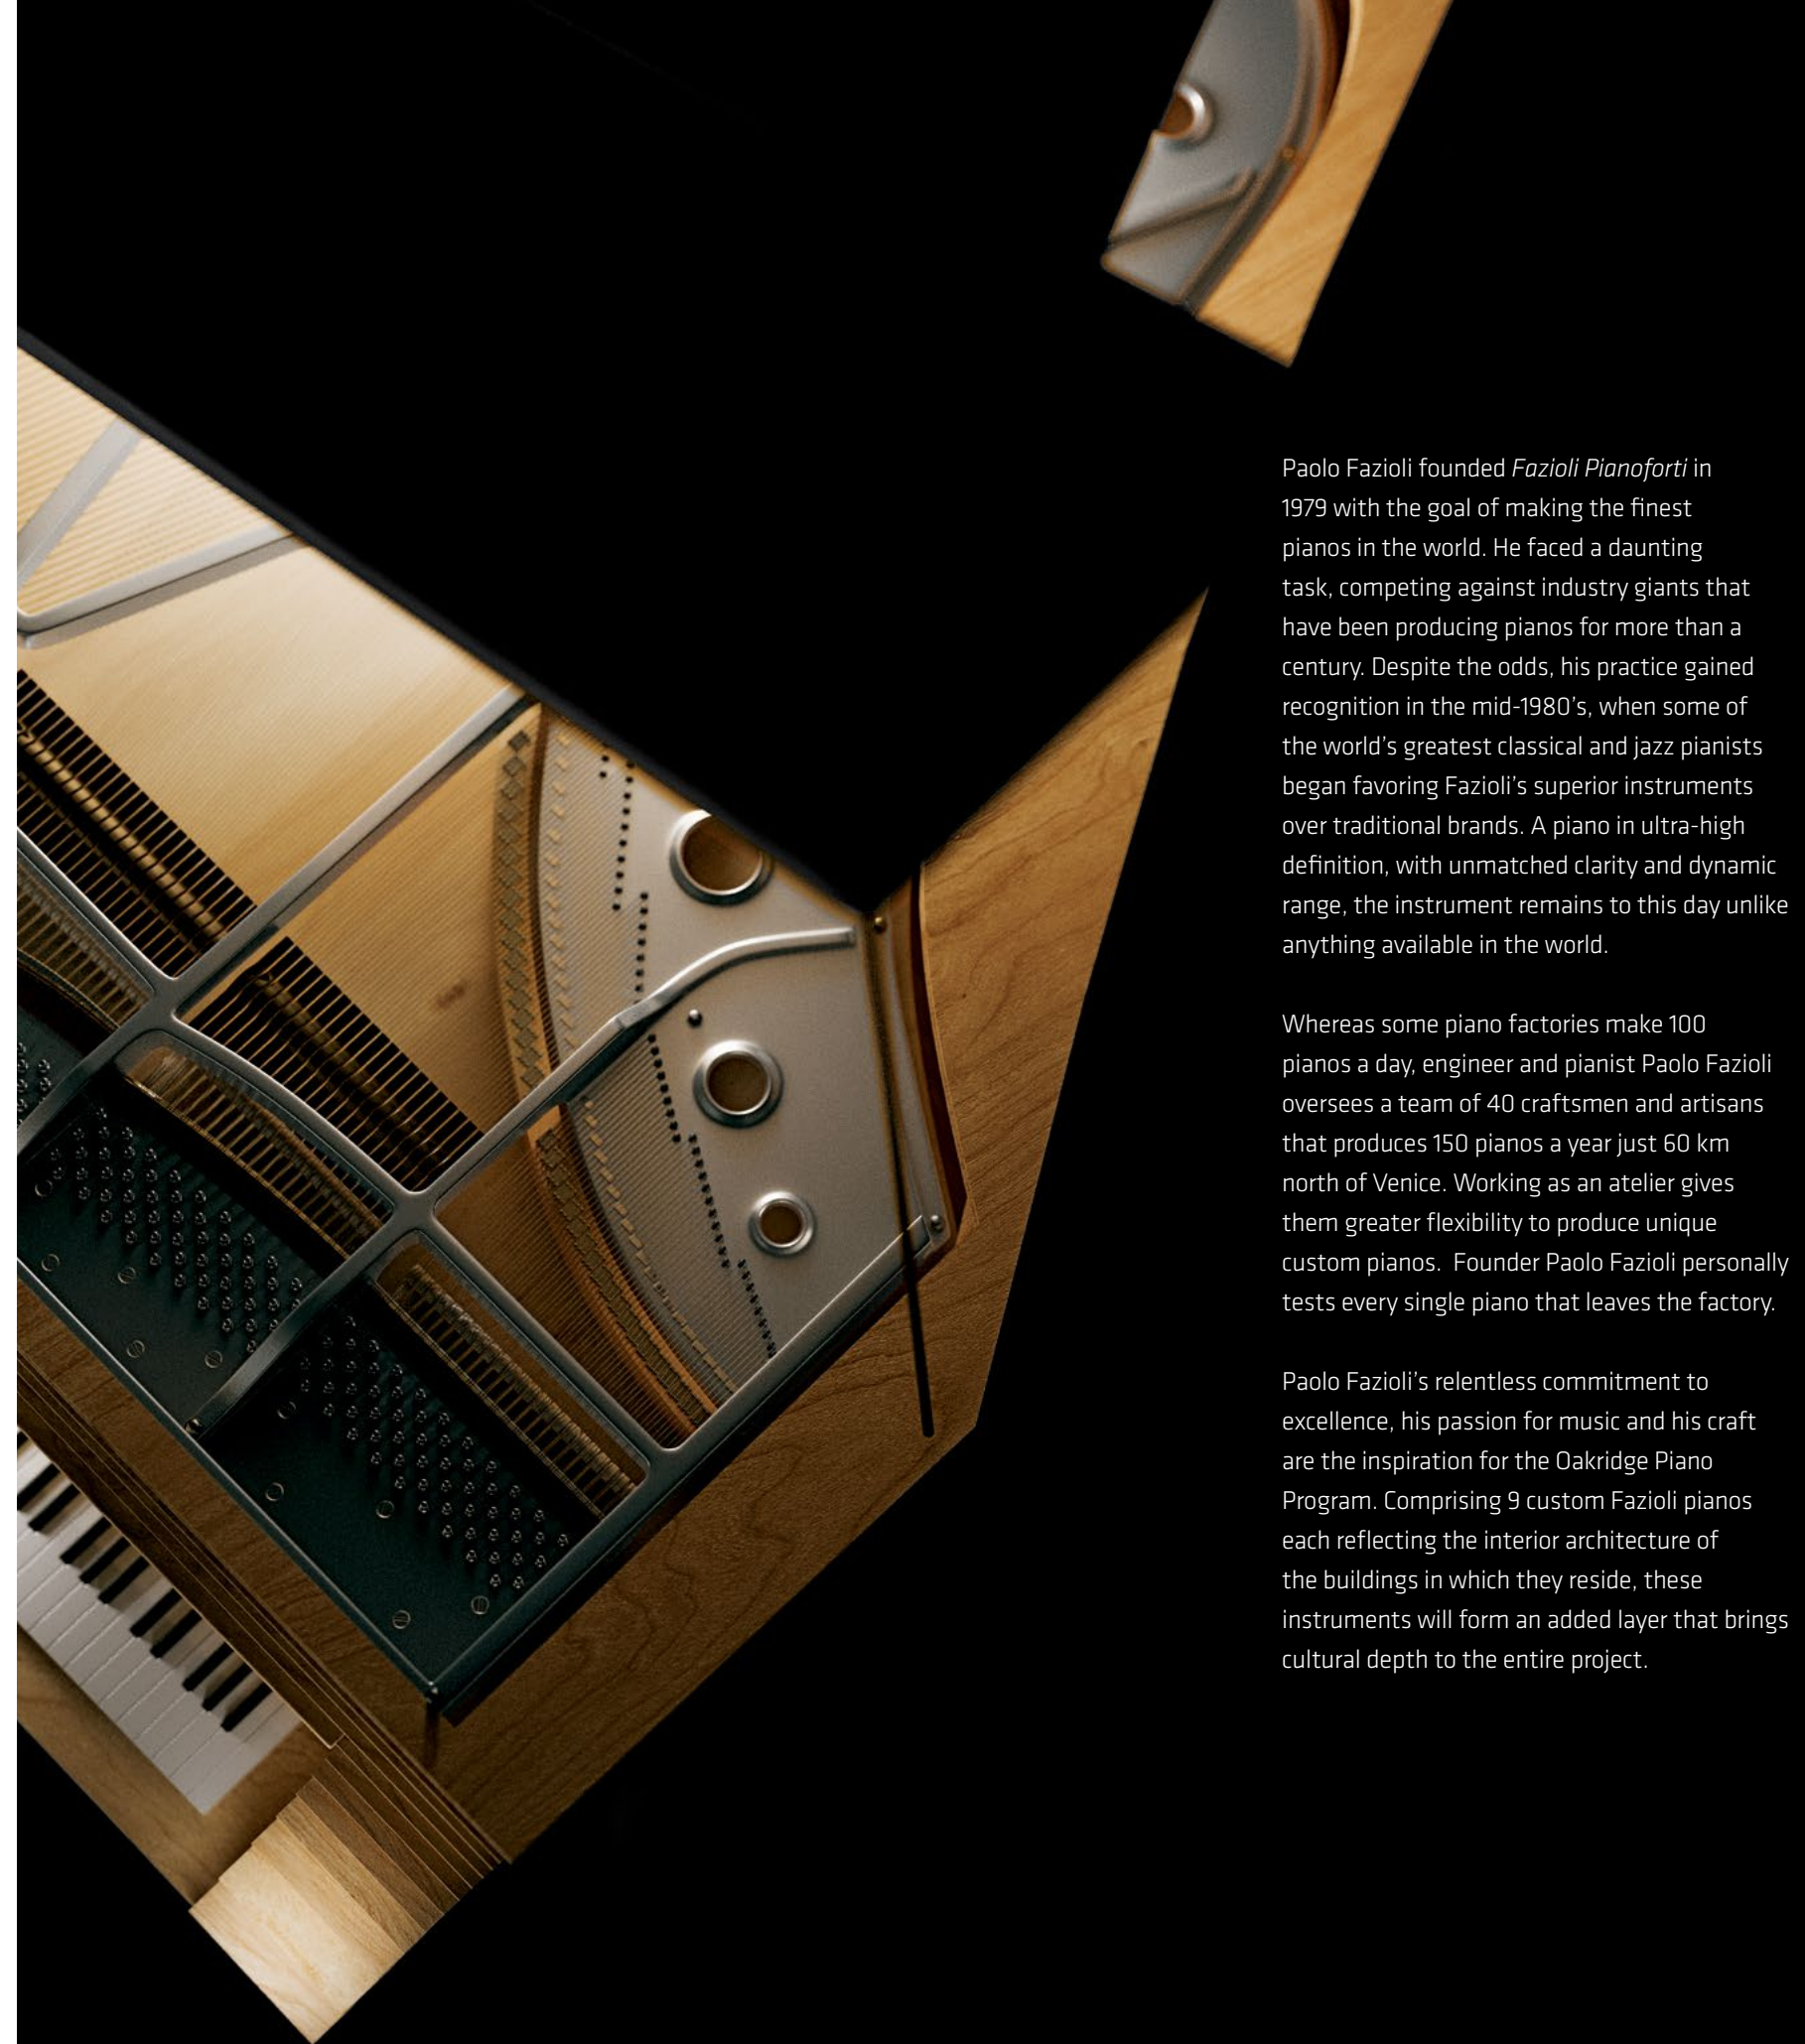 Paolo Fazioli founded Fazioli Pianoforti in
1979 with the goal of making the finest
pianos in the world. He faced a daunting
task, competing against industry giants that
have been producing pianos for more than a
century. Despite the odds, his practice gained
recognition in the mid-1980’s, when some of
the world’s greatest classical and jazz pianists
began favoring Fazioli’s superior instruments
over traditional brands. A piano in ultra-high
definition, with unmatched clarity and dynamic
range, the instrument remains to this day unlike
anything available in the world.

Whereas some piano factories make 100
pianos a day, engineer and pianist Paolo Fazioli
oversees a team of 40 craftsmen and artisans
that produces 150 pianos a year just 60 km
north of Venice. Working as an atelier gives
them greater flexibility to produce unique
custom pianos.  Founder Paolo Fazioli personally
tests every single piano that leaves the factory.

Paolo Fazioli’s relentless commitment to
excellence, his passion for music and his craft
are the inspiration for the Oakridge Piano
Program. Comprising 9 custom Fazioli pianos
each reflecting the interior architecture of
the buildings in which they reside, these
instruments will form an added layer that brings
cultural depth to the entire project.